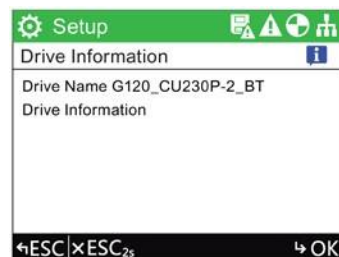 Setup
Drive Information
Drive Name G120_CU230P-2_BT
Drive Information
ESC ESC2s OK